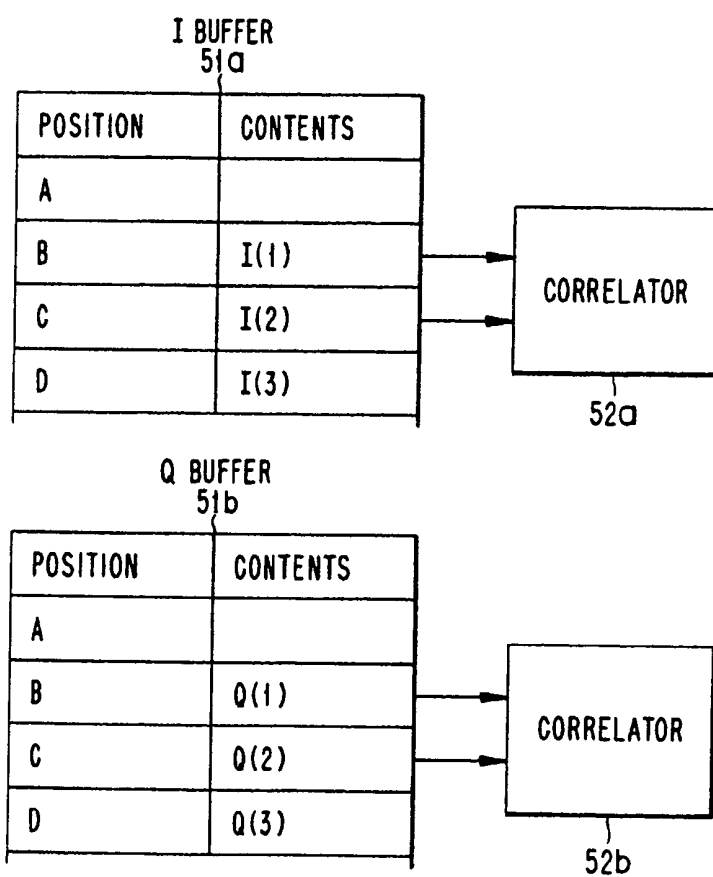 I BUFFER
51a
POSITION CONTENTS
A
B I(1)
C I(2)
D I(3)
CORRELATOR
52a
Q BUFFER
51b
POSITION CONTENTS
A
B Q(1)
C Q(2)
D Q(3)
CORRELATOR
52b